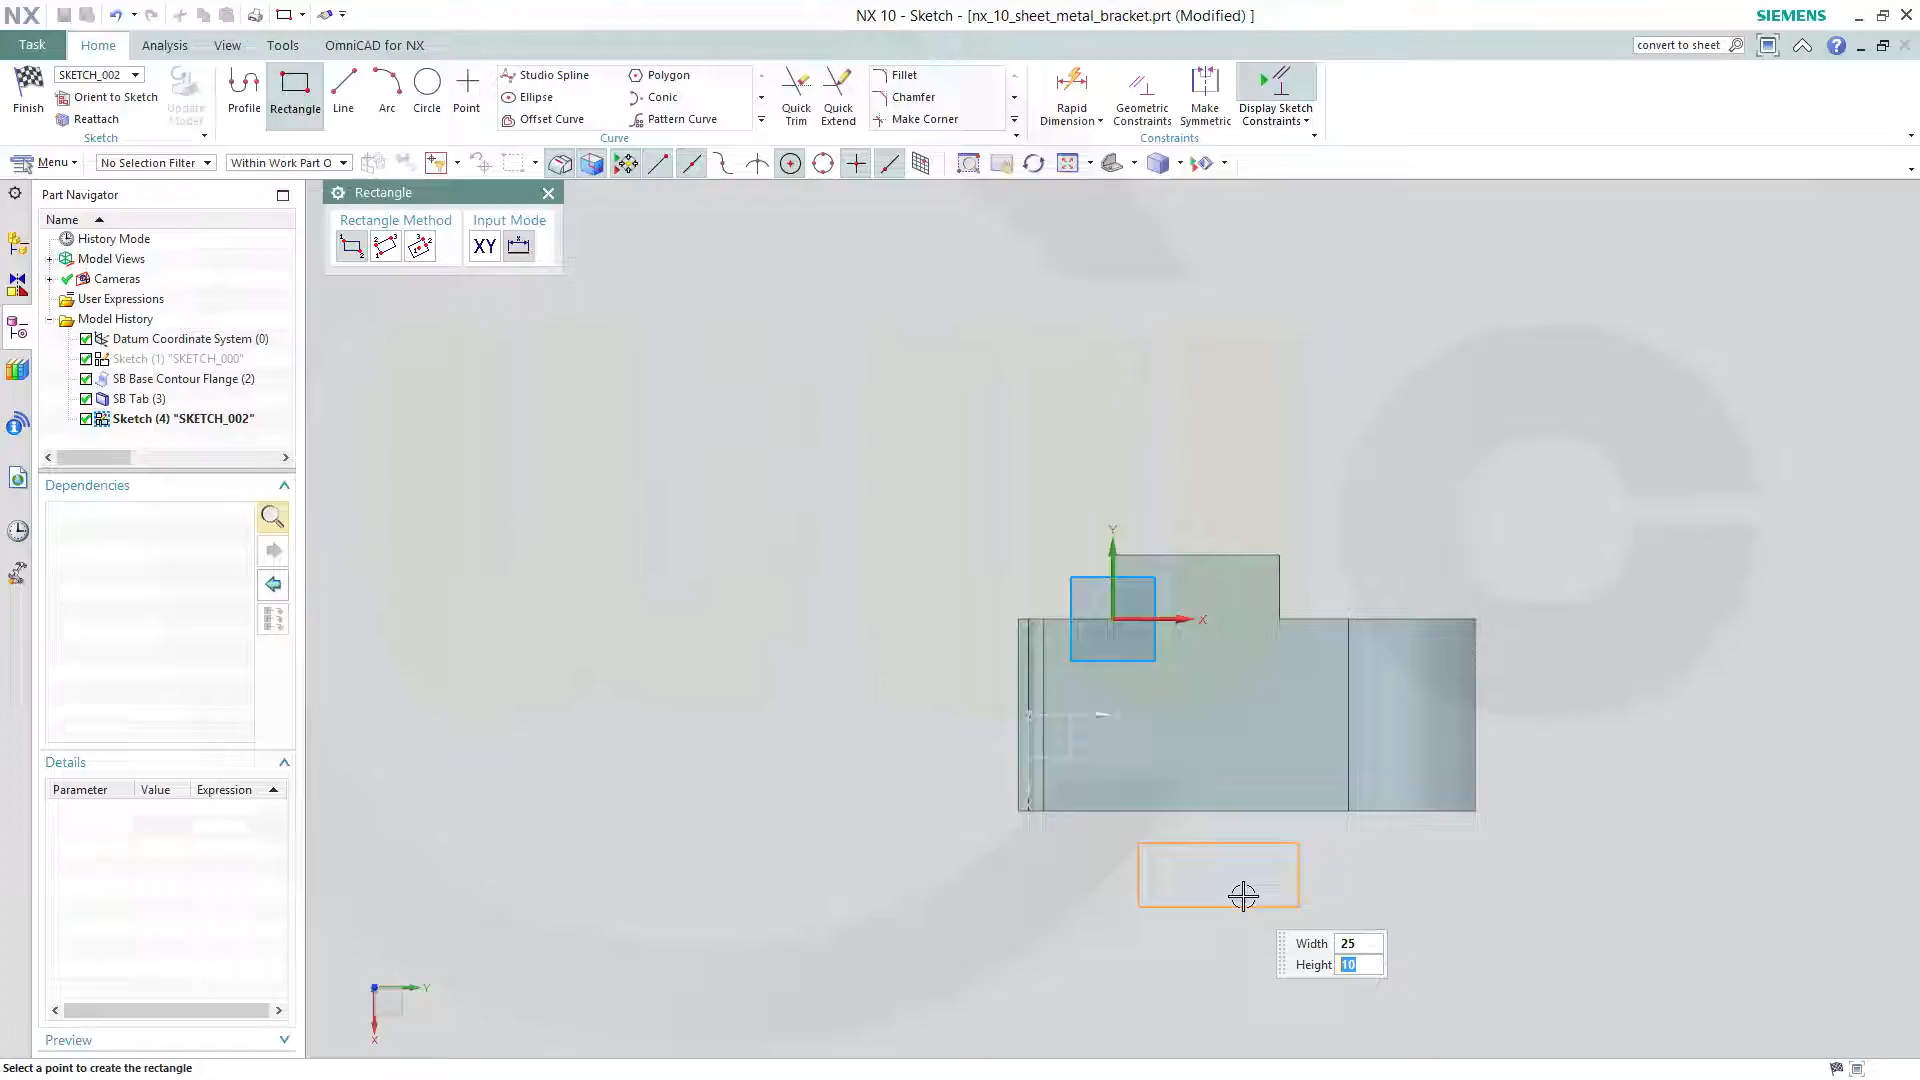 NX
NX 10 - Sketch - [nx_10_sheet_metal_bracket.prt (Modified) ]
SIEMENS
Task
Home
Analysis
View
Tools
OmniCAD for NX
convert to sheet
Finish
SKETCH_002
Orient to Sketch
Reattach
Update Model
Sketch
Profile
Rectangle
Line
Arc
Circle
Point
Studio Spline
Ellipse
Offset Curve
Polygon
Conic
Pattern Curve
Quick Trim
Quick Extend
Fillet
Chamfer
Make Corner
Curve
Rapid Dimension
Geometric Constraints
Make Symmetric
Display Sketch Constraints
Constraints
Menu
No Selection Filter
Within Work Part O
Part Navigator
Name
History Mode
Model Views
Cameras
User Expressions
Model History
Datum Coordinate System (0)
Sketch (1) "SKETCH_000"
SB Base Contour Flange (2)
SB Tab (3)
Sketch (4) "SKETCH_002"
Dependencies
Details
Parameter
Value
Expression
Preview
Rectangle
Rectangle Method
Input Mode
XY
Y
X
Width 25
Height 10
Y
X
Select a point to create the rectangle